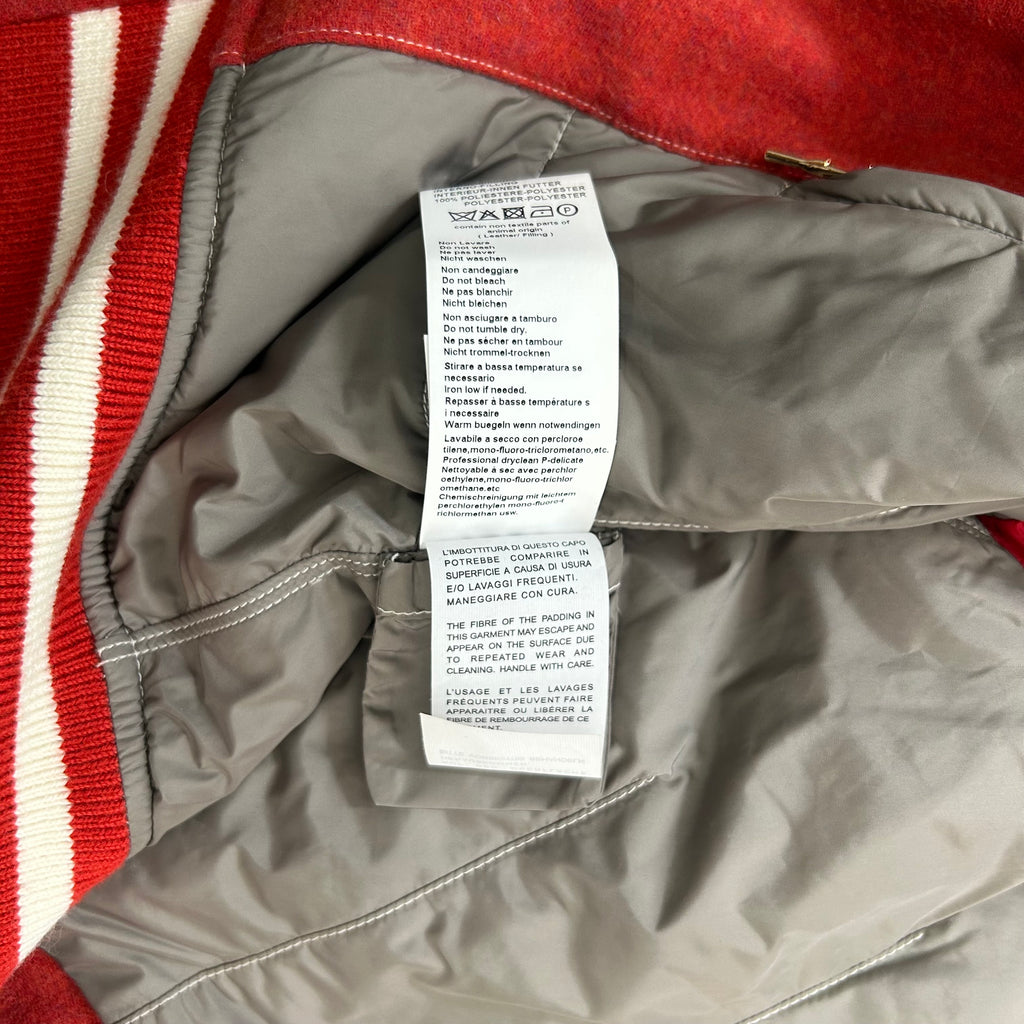 INTERNO-FILLING
INTERIEUR-INNEN FUTTER
100% POLIESTERE-POLYESTER
POLYESTER-POLYESTER
P
contain non textile parts of
animal origin
( Leather/ Filling )
Non Lavare
Do not wash
Ne pas laver
Nicht waschen
Non candeggiare
Do not bleach
Ne pas blanchir
Nicht bleichen
Non asciugare a tamburo
Do not tumble dry.
Ne pas sécher en tambour
Nicht trommel-trocknen
Stirare a bassa temperatura se
necessario
Iron low if needed.
Repasser à basse température s
i necessaire
Warm buegeln wenn notwendingen
Lavabile a secco con percloroe
tilene,mono-fluoro-triclorometano,etc.
Professional dryclean P-delicate
Nettoyable à sec avec perchlor
oethylene,mono-fluoro-trichlor
omethane.etc
Chemischreinigung mit leichtem
perchlorethylen mono-fluoro-t
richlormethan usw.
L'IMBOTTITURA DI QUESTO CAPO
POTREBBE COMPARIRE IN
SUPERFICIE A CAUSA DI USURA
E/O LAVAGGI FREQUENTI.
MANEGGIARE CON CURA.
THE FIBRE OF THE PADDING IN
THIS GARMENT MAY ESCAPE AND
APPEAR ON THE SURFACE DUE
TO REPEATED WEAR AND
CLEANING. HANDLE WITH CARE.
L'USAGE ET LES LAVAGES
FRÉQUENTS PEUVENT FAIRE
APPARAITRE OU LIBÉRER LA
FIBRE DE REMBOURRAGE DE CE